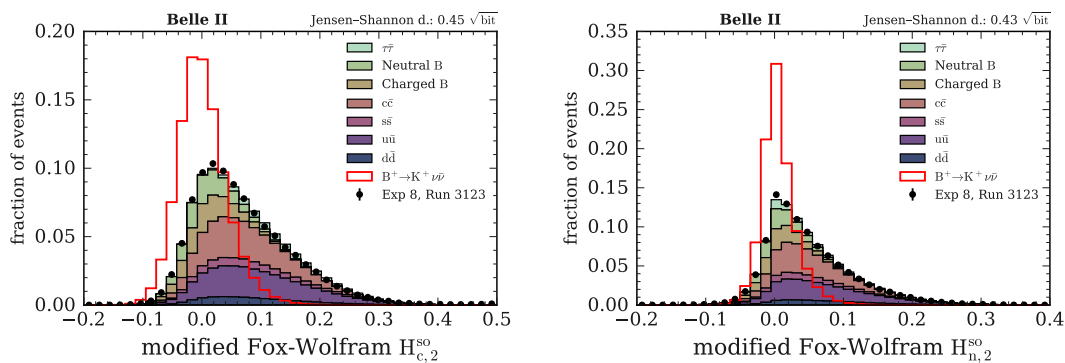 Belle II
Jensen–Shannon d.: 0.45 √bit
0.20
0.15
0.10
0.05
0.00
fraction of events
ττ̄
Neutral B
Charged B
cc̄
ss̄
uū
dd̄
B⁺→K⁺νν̄
Exp 8, Run 3123
−0.2 −0.1 0.0 0.1 0.2 0.3 0.4 0.5
modified Fox-Wolfram H^so_c,2
Belle II
Jensen–Shannon d.: 0.43 √bit
0.35
0.30
0.25
0.20
0.15
0.10
0.05
0.00
fraction of events
ττ̄
Neutral B
Charged B
cc̄
ss̄
uū
dd̄
B⁺→K⁺νν̄
Exp 8, Run 3123
−0.2 −0.1 0.0 0.1 0.2 0.3 0.4
modified Fox-Wolfram H^so_n,2